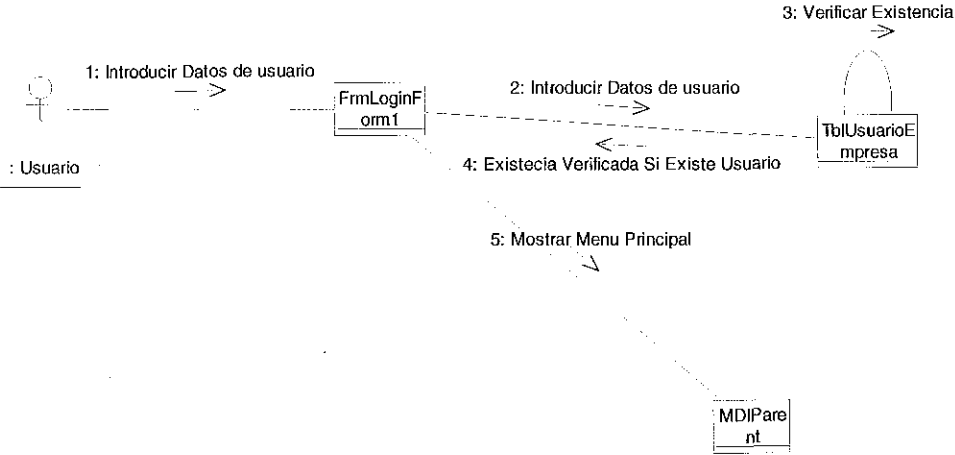 3: Verificar Existencia
1: Introducir Datos de usuario
2: Introducir Datos de usuario
FrmLoginF
orm1
TblUsuarioE
mpresa
: Usuario
4: Existecia Verificada Si Existe Usuario
5: Mostrar Menu Principal
MDIPare
nt